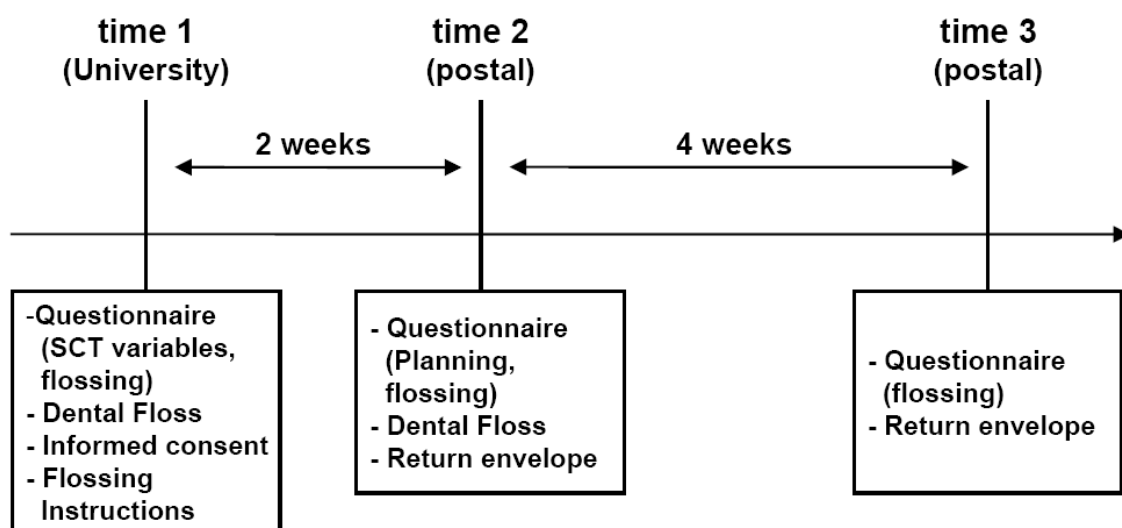 time 1
(University)
time 2
(postal)
time 3
(postal)
2 weeks
4 weeks
-Questionnaire
(SCT variables,
flossing)
- Dental Floss
- Informed consent
- Flossing
Instructions
- Questionnaire
(Planning,
flossing)
- Dental Floss
- Return envelope
- Questionnaire
(flossing)
- Return envelope